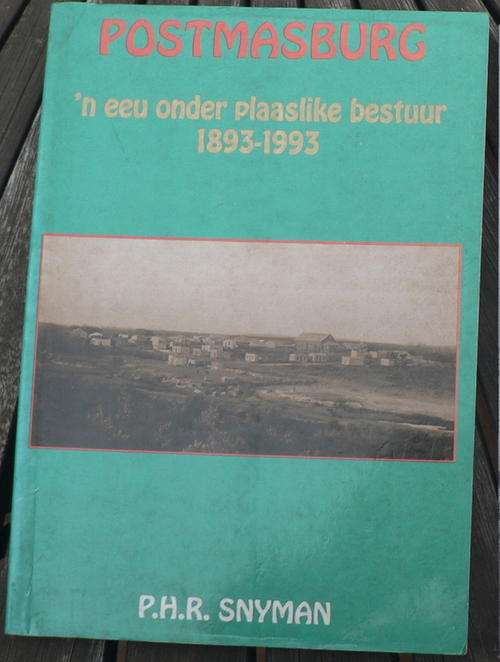 POSTMASBURG
'n eeu onder plaaslike bestuur
1893-1993
P.H.R. SNYMAN